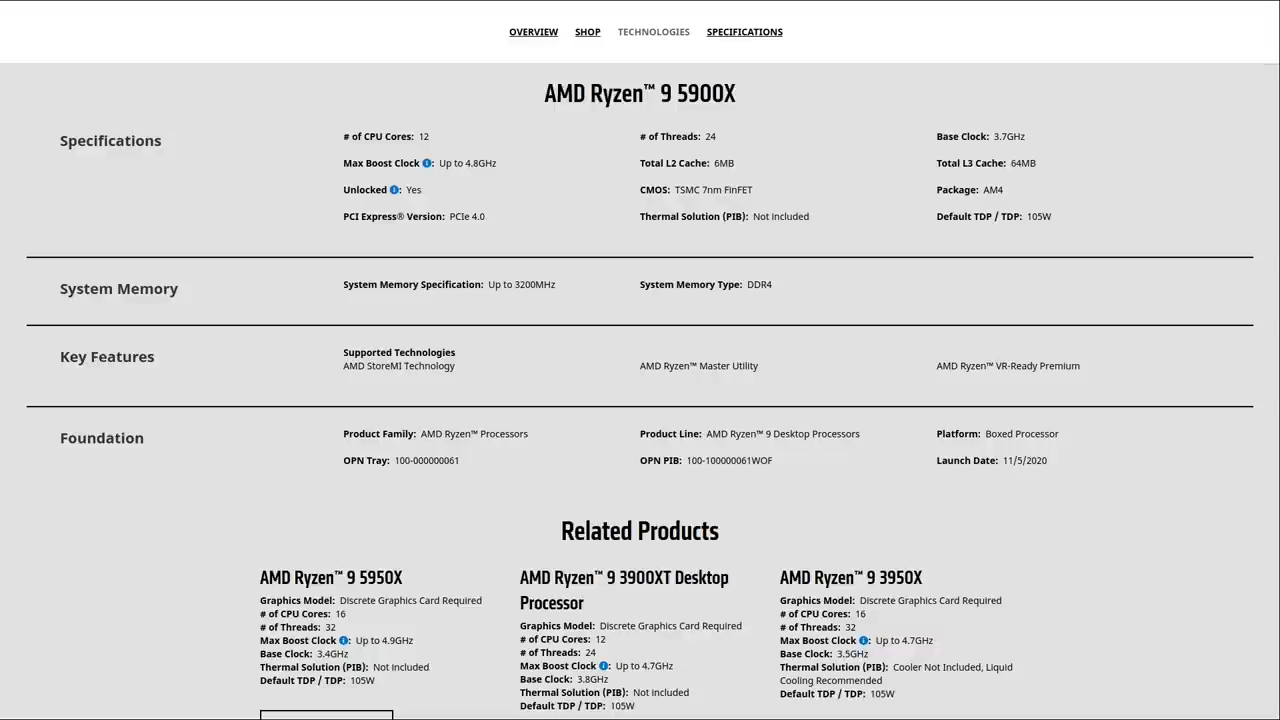 OVERVIEW SHOP TECHNOLOGIES SPECIFICATIONS
AMD Ryzen™ 9 5900X
Specifications
# of CPU Cores: 12
# of Threads: 24
Base Clock: 3.7GHz
Max Boost Clock i: Up to 4.8GHz
Total L2 Cache: 6MB
Total L3 Cache: 64MB
Unlocked i: Yes
CMOS: TSMC 7nm FinFET
Package: AM4
PCI Express® Version: PCIe 4.0
Thermal Solution (PIB): Not included
Default TDP / TDP: 105W
System Memory
System Memory Specification: Up to 3200MHz
System Memory Type: DDR4
Key Features
Supported Technologies
AMD StoreMI Technology
AMD Ryzen™ Master Utility
AMD Ryzen™ VR-Ready Premium
Foundation
Product Family: AMD Ryzen™ Processors
Product Line: AMD Ryzen™ 9 Desktop Processors
Platform: Boxed Processor
OPN Tray: 100-000000061
OPN PIB: 100-100000061WOF
Launch Date: 11/5/2020
Related Products
AMD Ryzen™ 9 5950X
Graphics Model: Discrete Graphics Card Required
# of CPU Cores: 16
# of Threads: 32
Max Boost Clock i: Up to 4.9GHz
Base Clock: 3.4GHz
Thermal Solution (PIB): Not included
Default TDP / TDP: 105W
AMD Ryzen™ 9 3900XT Desktop
Processor
Graphics Model: Discrete Graphics Card Required
# of CPU Cores: 12
# of Threads: 24
Max Boost Clock i: Up to 4.7GHz
Base Clock: 3.8GHz
Thermal Solution (PIB): Not included
Default TDP / TDP: 105W
AMD Ryzen™ 9 3950X
Graphics Model: Discrete Graphics Card Required
# of CPU Cores: 16
# of Threads: 32
Max Boost Clock i: Up to 4.7GHz
Base Clock: 3.5GHz
Thermal Solution (PIB): Cooler Not Included, Liquid
Cooling Recommended
Default TDP / TDP: 105W